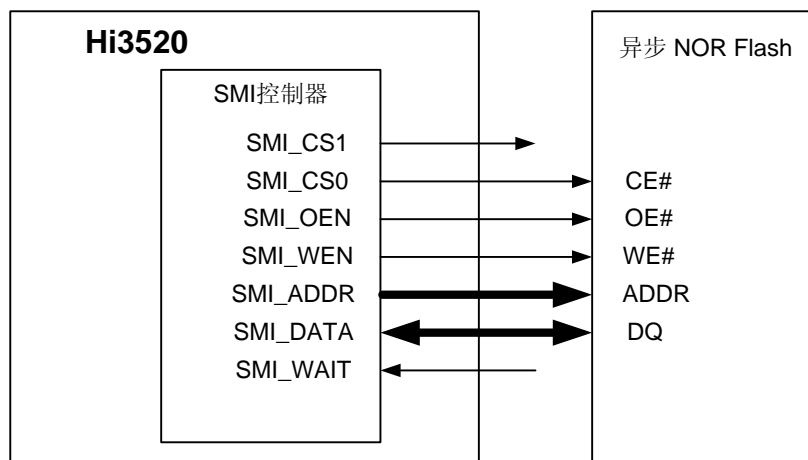 Hi3520
异步 NOR Flash
SMI控制器
SMI_CS1
SMI_CS0
CE#
SMI_OEN
OE#
SMI_WEN
WE#
SMI_ADDR
ADDR
SMI_DATA
DQ
SMI_WAIT